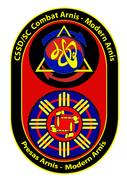 CSSD/SC Combat Arnis - Modern Arnis
Presas Arnis - Modern Arnis